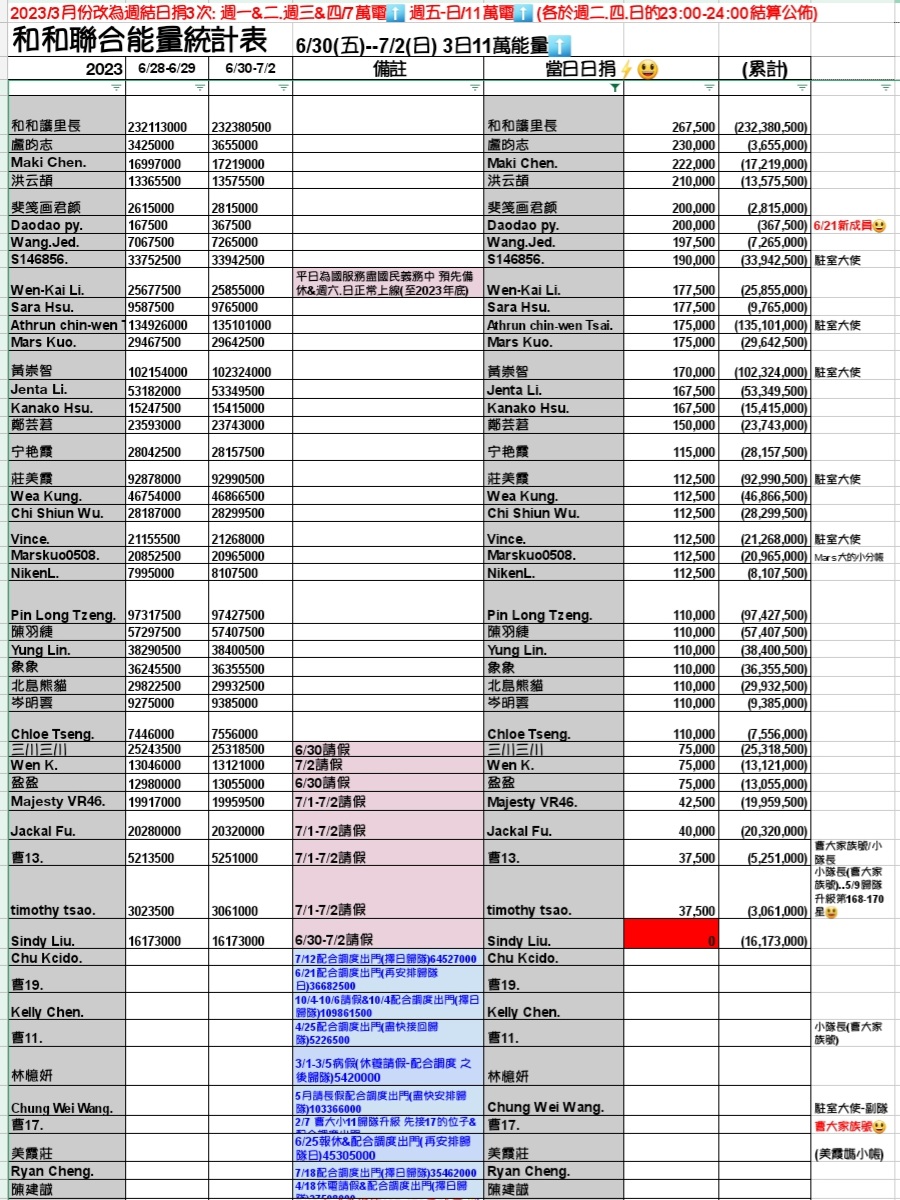 2023/3月份改為週結日捐3次: 週一&二.週三&四/7萬電⬆️ 週五-日/11萬電⬆️ (各於週二.四.日的23:00-24:00結算公佈)
和和聯合能量統計表 6/30(五)--7/2(日) 3日11萬能量⬆️
2023 6/28-6/29 6/30-7/2 備註 當日日捐⚡😃 (累計)
和和護里長 232113000 232380500 和和護里長 267,500 (232,380,500)
盧昀志 3425000 3655000 盧昀志 230,000 (3,655,000)
Maki Chen. 16997000 17219000 Maki Chen. 222,000 (17,219,000)
洪云頡 13365500 13575500 洪云頡 210,000 (13,575,500)
斐笺画君颜 2615000 2815000 斐笺画君颜 200,000 (2,815,000)
Daodao py. 167500 367500 Daodao py. 200,000 (367,500) 6/21新成員😃
Wang.Jed. 7067500 7265000 Wang.Jed. 197,500 (7,265,000)
S146856. 33752500 33942500 S146856. 190,000 (33,942,500) 駐室大使
平日為國服務盡國民義務中 預先備
Wen-Kai Li. 25677500 25855000 休&週六.日正常上線(至2023年底) Wen-Kai Li. 177,500 (25,855,000)
Sara Hsu. 9587500 9765000 Sara Hsu. 177,500 (9,765,000)
Athrun chin-wen T 134926000 135101000 Athrun chin-wen Tsai. 175,000 (135,101,000) 駐室大使
Mars Kuo. 29467500 29642500 Mars Kuo. 175,000 (29,642,500)
黃崇智 102154000 102324000 黃崇智 170,000 (102,324,000) 駐室大使
Jenta Li. 53182000 53349500 Jenta Li. 167,500 (53,349,500)
Kanako Hsu. 15247500 15415000 Kanako Hsu. 167,500 (15,415,000)
鄭芸菪 23593000 23743000 鄭芸菪 150,000 (23,743,000)
宁艳霞 28042500 28157500 宁艳霞 115,000 (28,157,500)
莊美霞 92878000 92990500 莊美霞 112,500 (92,990,500) 駐室大使
Wea Kung. 46754000 46866500 Wea Kung. 112,500 (46,866,500)
Chi Shiun Wu. 28187000 28299500 Chi Shiun Wu. 112,500 (28,299,500)
Vince. 21155500 21268000 Vince. 112,500 (21,268,000) 駐室大使
Marskuo0508. 20852500 20965000 Marskuo0508. 112,500 (20,965,000) Mars大的小分帳
NikenL. 7995000 8107500 NikenL. 112,500 (8,107,500)
Pin Long Tzeng. 97317500 97427500 Pin Long Tzeng. 110,000 (97,427,500)
陳羽緁 57297500 57407500 陳羽緁 110,000 (57,407,500)
Yung Lin. 38290500 38400500 Yung Lin. 110,000 (38,400,500)
象象 36245500 36355500 象象 110,000 (36,355,500)
北島熊貓 29822500 29932500 北島熊貓 110,000 (29,932,500)
岑明雲 9275000 9385000 岑明雲 110,000 (9,385,000)
Chloe Tseng. 7446000 7556000 Chloe Tseng. 110,000 (7,556,000)
三川三川 25243500 25318500 6/30請假 三川三川 75,000 (25,318,500)
Wen K. 13046000 13121000 7/2請假 Wen K. 75,000 (13,121,000)
盈盈 12980000 13055000 6/30請假 盈盈 75,000 (13,055,000)
Majesty VR46. 19917000 19959500 7/1-7/2請假 Majesty VR46. 42,500 (19,959,500)
Jackal Fu. 20280000 20320000 7/1-7/2請假 Jackal Fu. 40,000 (20,320,000)
曹13. 5213500 5251000 7/1-7/2請假 曹13. 37,500 (5,251,000) 曹大家族號/小
隊長
小隊長(曹大家
族號)..5/9歸隊
升級第168-170
timothy tsao. 3023500 3061000 7/1-7/2請假 timothy tsao. 37,500 (3,061,000) 星😃
Sindy Liu. 16173000 16173000 6/30-7/2請假 Sindy Liu. 0 (16,173,000)
Chu Kcido. 7/12配合調度出門(擇日歸隊)64527000 Chu Kcido.
6/21配合調度出門(再安排歸隊
曹19. 日)36682500 曹19.
10/4-10/6請假&10/4配合調度出門(擇日
Kelly Chen. 歸隊)109861500 Kelly Chen.
4/25配合調度出門(盡快接回歸 小隊長(曹大家
曹11. 隊)5226500 曹11. 族號)
3/1-3/5病假(休養請假-配合調度 之
林檍妍 後歸隊)5420000 林檍妍
5月請長假配合調度出門(盡快安排歸
Chung Wei Wang. 隊)103366000 Chung Wei Wang. 駐室大使-副隊
曹17. 2/7 曹大小11歸隊升級 先接17的位子& 曹17. 曹大家族號😃
6/25報休&配合調度出門(再安排歸
美霞莊 隊日)45305000 美霞莊 (美霞媽小帳)
Ryan Cheng. 7/18配合調度出門(擇日歸隊)35462000 Ryan Cheng.
陳建誠 4/18休電請假&配合調度出門(擇日歸 陳建誠